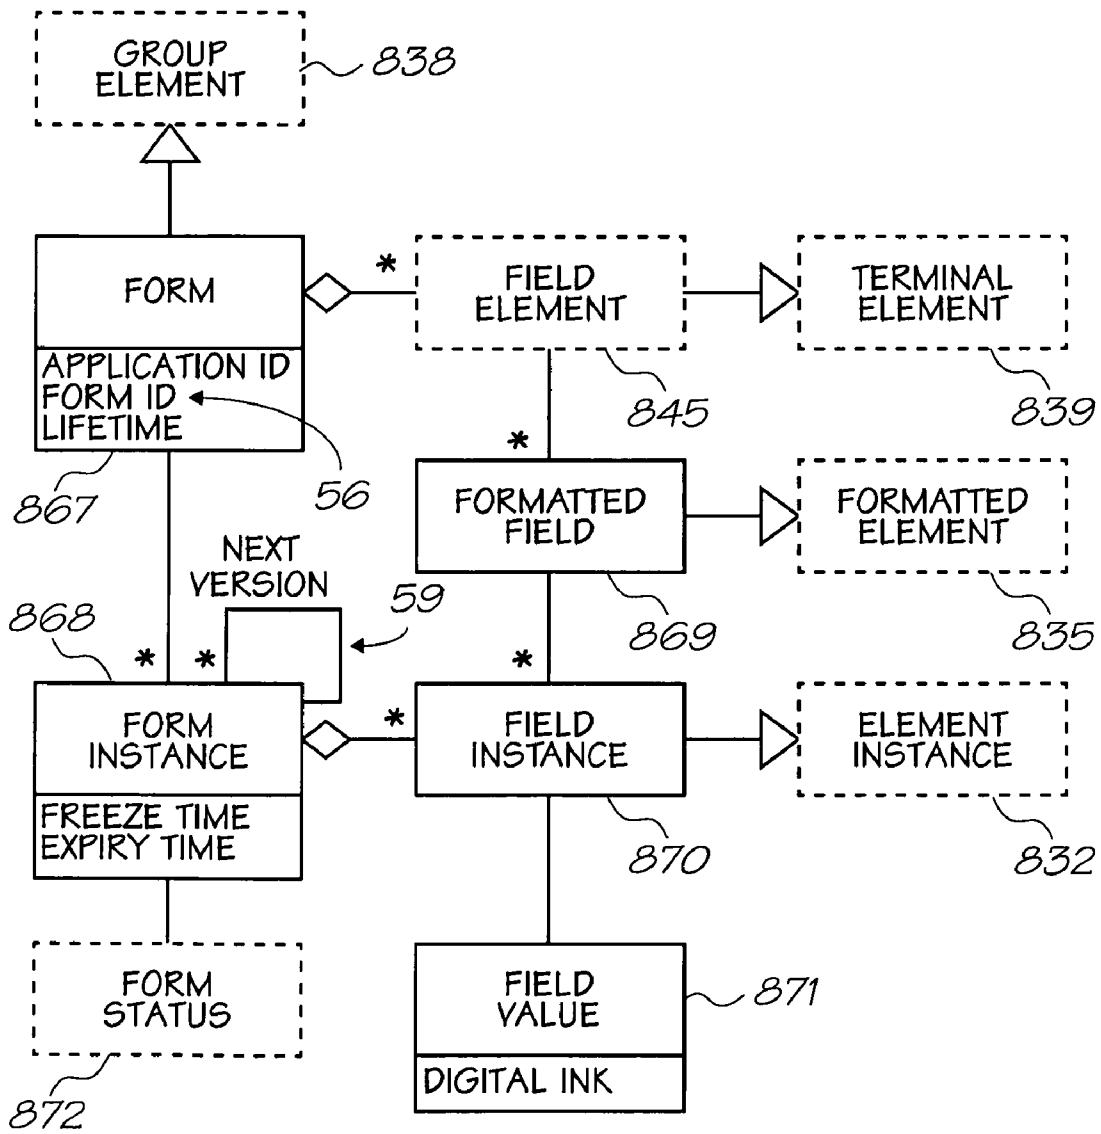 GROUP
ELEMENT
838
FORM
*
FIELD
ELEMENT
TERMINAL
ELEMENT
APPLICATION ID
FORM ID
LIFETIME
845
839
*
867
56
FORMATTED
FIELD
FORMATTED
ELEMENT
NEXT
VERSION
59
868
869
835
*
*
*
*
FORM
INSTANCE
FIELD
INSTANCE
ELEMENT
INSTANCE
FREEZE TIME
EXPIRY TIME
870
832
FORM
STATUS
FIELD
VALUE
871
DIGITAL INK
872